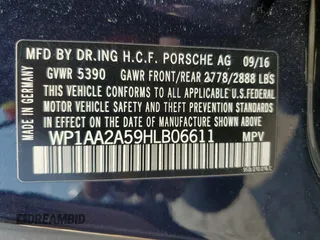 MFD BY DR.ING H.C.F. PORSCHE AG 09/16
GVWR 5390 GAWR FRONT/REAR 2778/2888 LBS
THIS VEHICLE CONFORMS TO ALL APPLICABLE U.S.FEDERAL
MOTOR VEHICLE SAFETY, BUMPER, AND THEFT PREVENTION
STANDARDS IN EFFECT ON THE DATE OF MANUFACTURE
SHOWN ABOVE.
WP1AA2A59HLB06611 MPV
MADE IN GERMANY
DREAMBID